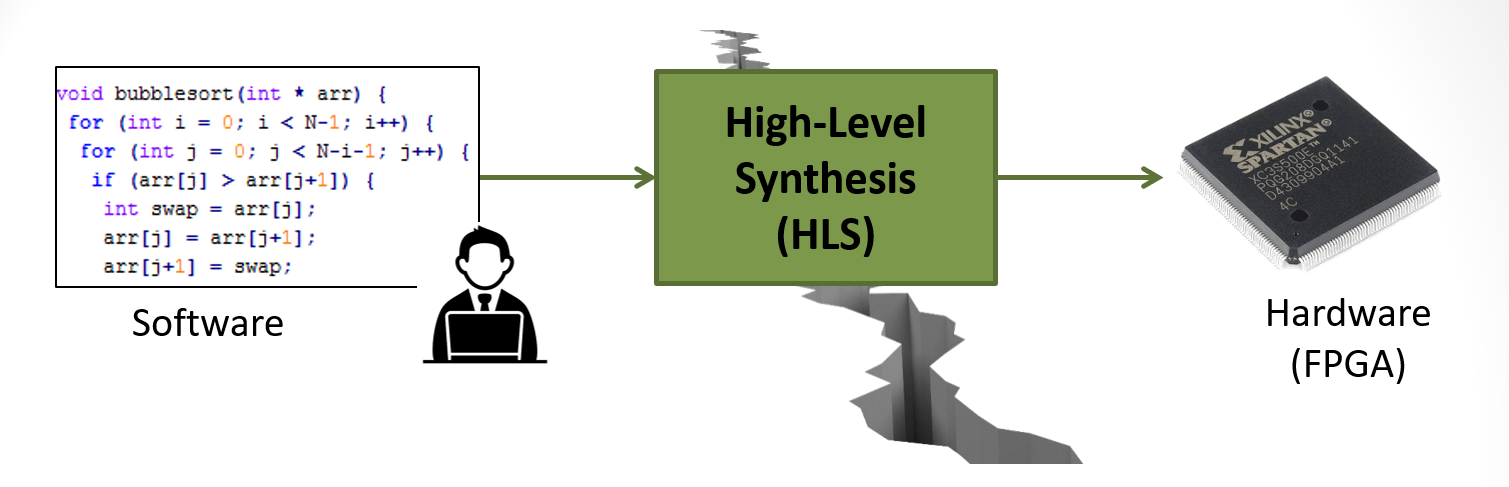 void bubblesort(int * arr) {
for (int i = 0; i < N-1; i++) {
for (int j = 0; j < N-i-1; j++) {
if (arr[j] > arr[j+1]) {
int swap = arr[j];
arr[j] = arr[j+1];
arr[j+1] = swap;
Software
High-Level
Synthesis
(HLS)
XILINX®
SPARTAN®
XC3S500E™
PQG208DGQ1141
D4309904A1
4C
Hardware
(FPGA)